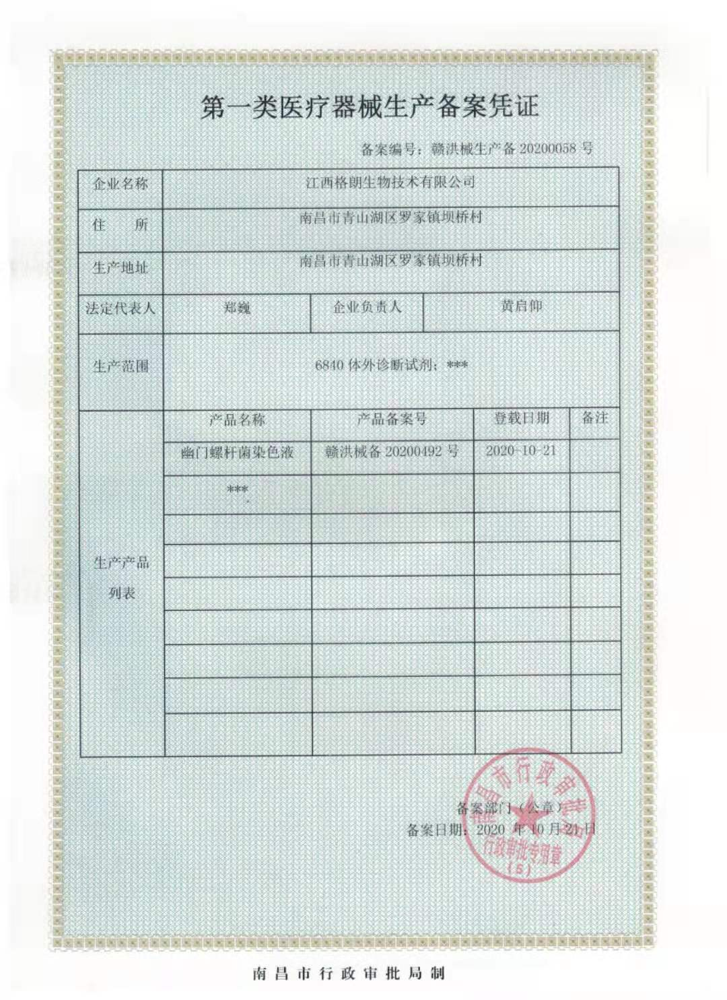 第一类医疗器械生产备案凭证
备案编号：赣洪械生产备 20200058 号
企业名称 江西格朗生物技术有限公司
住 所 南昌市青山湖区罗家镇坝桥村
生产地址 南昌市青山湖区罗家镇坝桥村
法定代表人 郑巍 企业负责人 黄启仰
生产范围 6840 体外诊断试剂；***
产品名称 产品备案号 登载日期 备注
幽门螺杆菌染色液 赣洪械备 20200492 号 2020-10-21
***
生产产品
列表
南昌市行政审批局
备案部门（公章）
备案日期：2020 年 10 月 21 日
行政审批专用章
(5)
南昌市行政审批局制